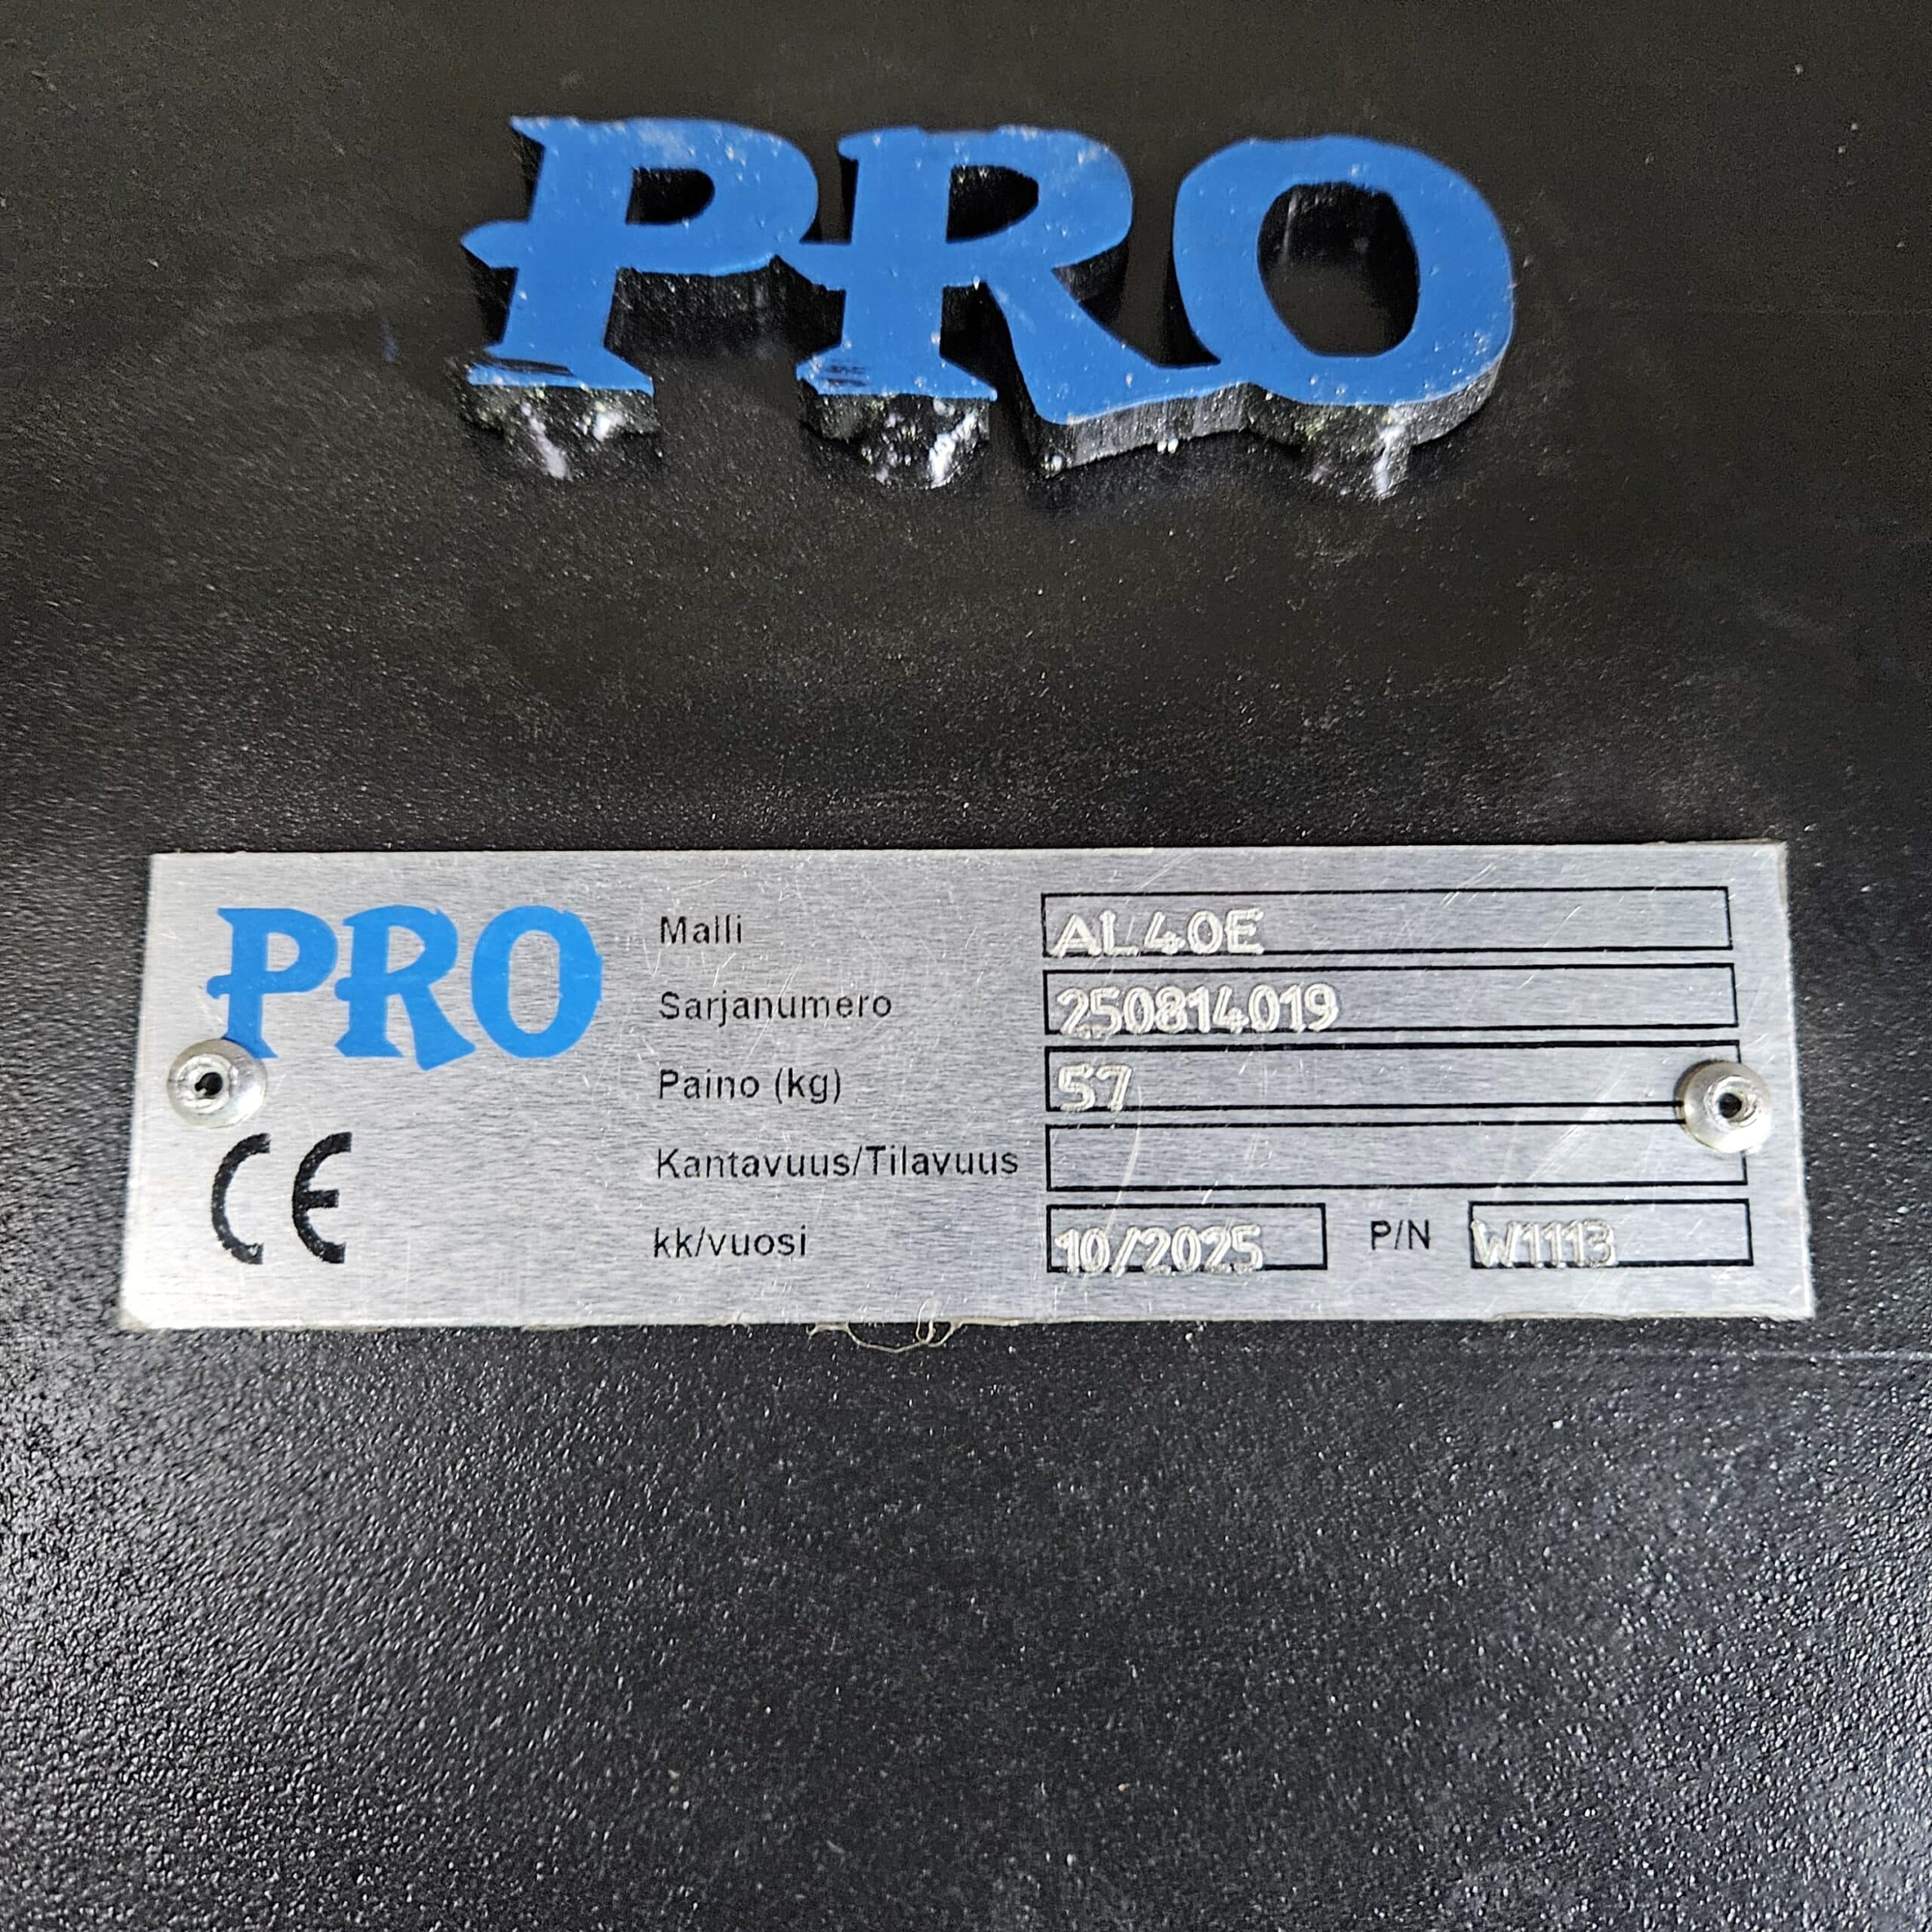 PRO
PRO
Malli AL40E
Sarjanumero 250814019
Paino (kg) 57
Kantavuus/Tilavuus
kk/vuosi 10/2025 P/N W1113
CE